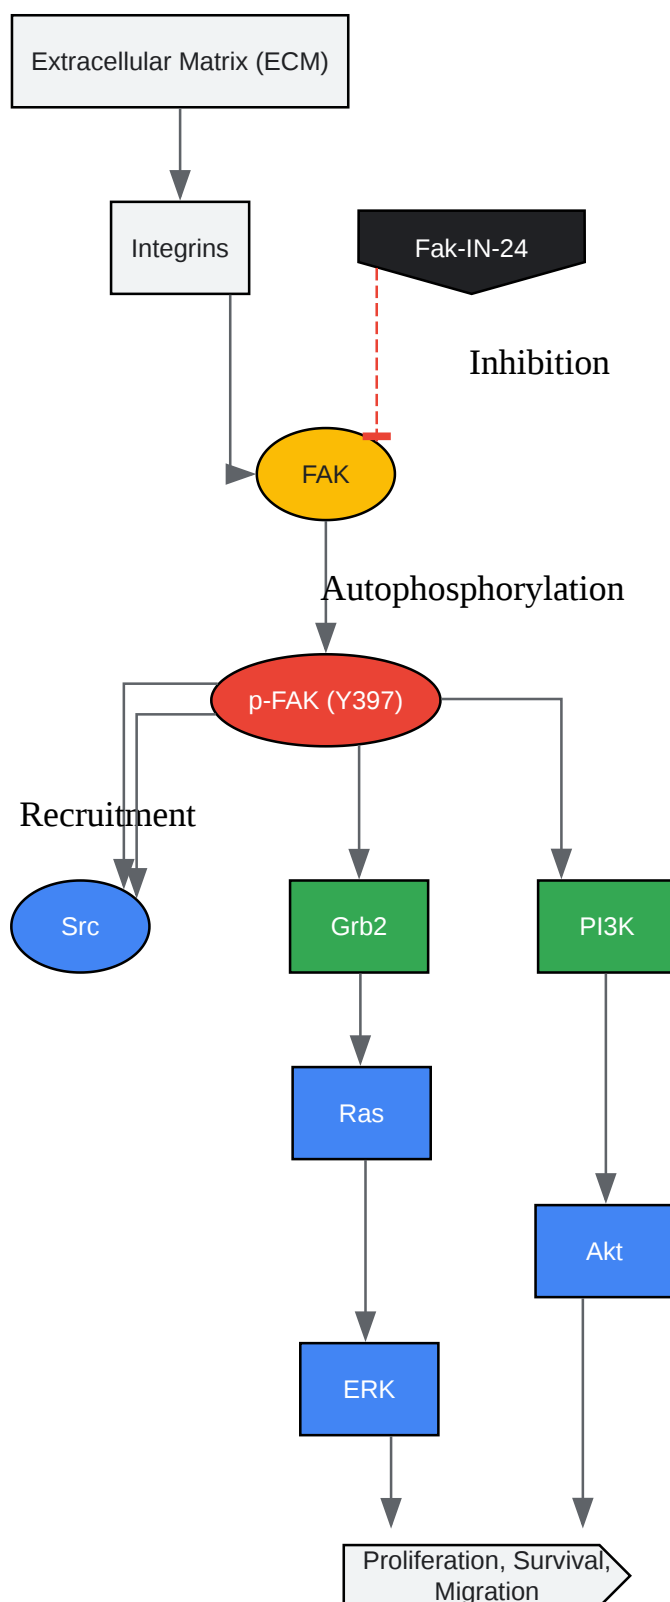 Extracellular Matrix (ECM)
Integrins
Fak-IN-24
Inhibition
FAK
Autophosphorylation
p-FAK (Y397)
Recruitment
Src
Grb2
PI3K
Ras
Akt
ERK
Proliferation, Survival,
Migration